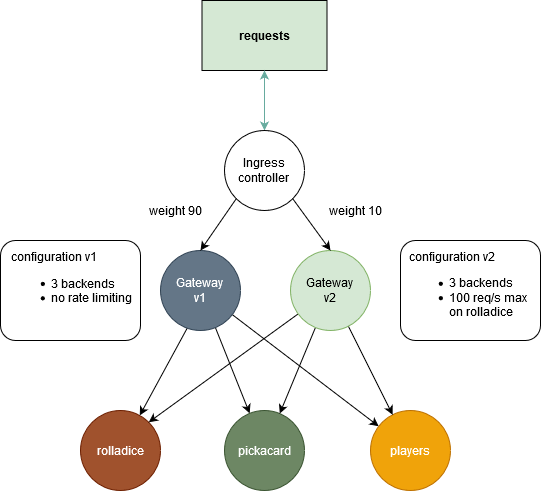 requests
Ingress
controller
weight 90
weight 10
configuration v1
• 3 backends
• no rate limiting
Gateway
v1
Gateway
v2
configuration v2
• 3 backends
• 100 req/s max
on rolladice
rolladice
pickacard
players